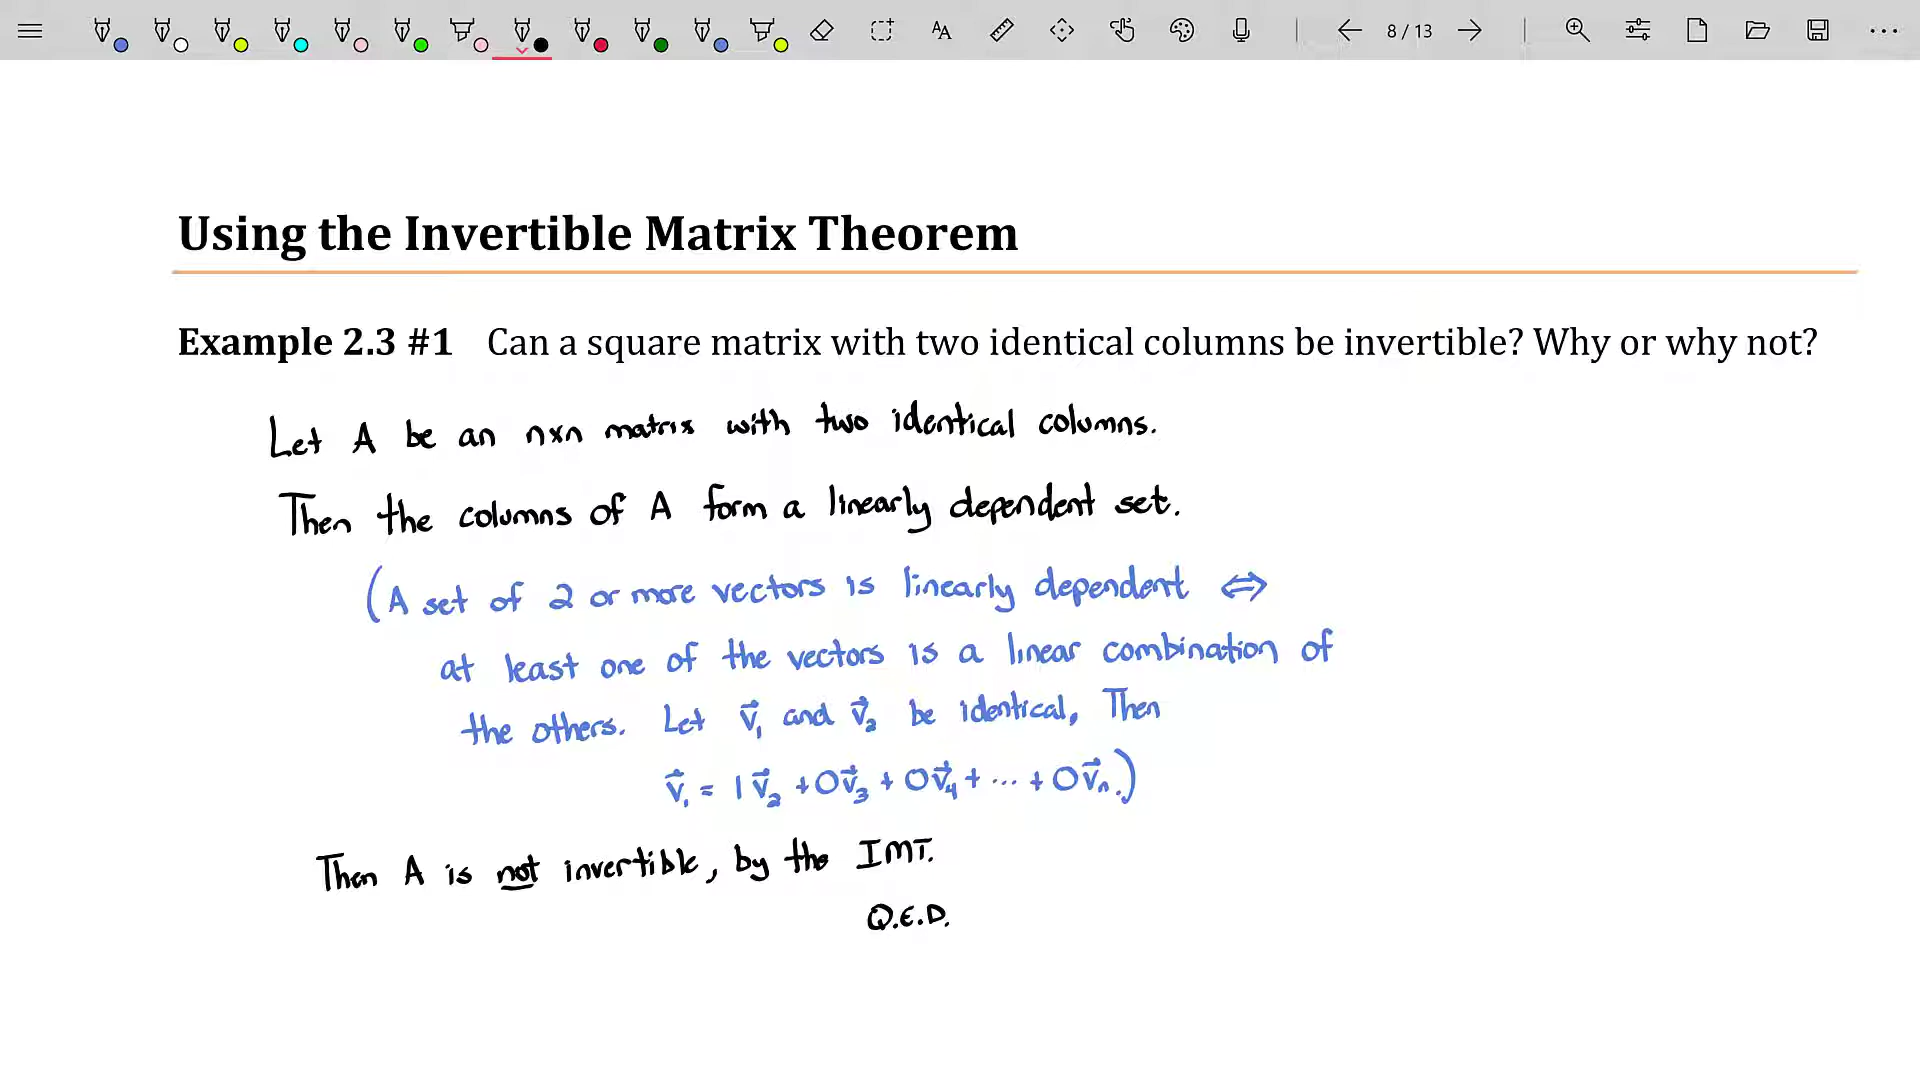 8 / 13
Using the Invertible Matrix Theorem
Example 2.3 #1 Can a square matrix with two identical columns be invertible? Why or why not?
Let A be an n×n matrix with two identical columns.
Then the columns of A form a linearly dependent set.
(A set of 2 or more vectors is linearly dependent ⇔
at least one of the vectors is a linear combination of
the others. Let v⃗₁ and v⃗₂ be identical, Then
v⃗₁ = 1v⃗₂ + 0v⃗₃ + 0v⃗₄ + ... + 0v⃗ₙ.)
Then A is not invertible, by the IMT.
Q.E.D.